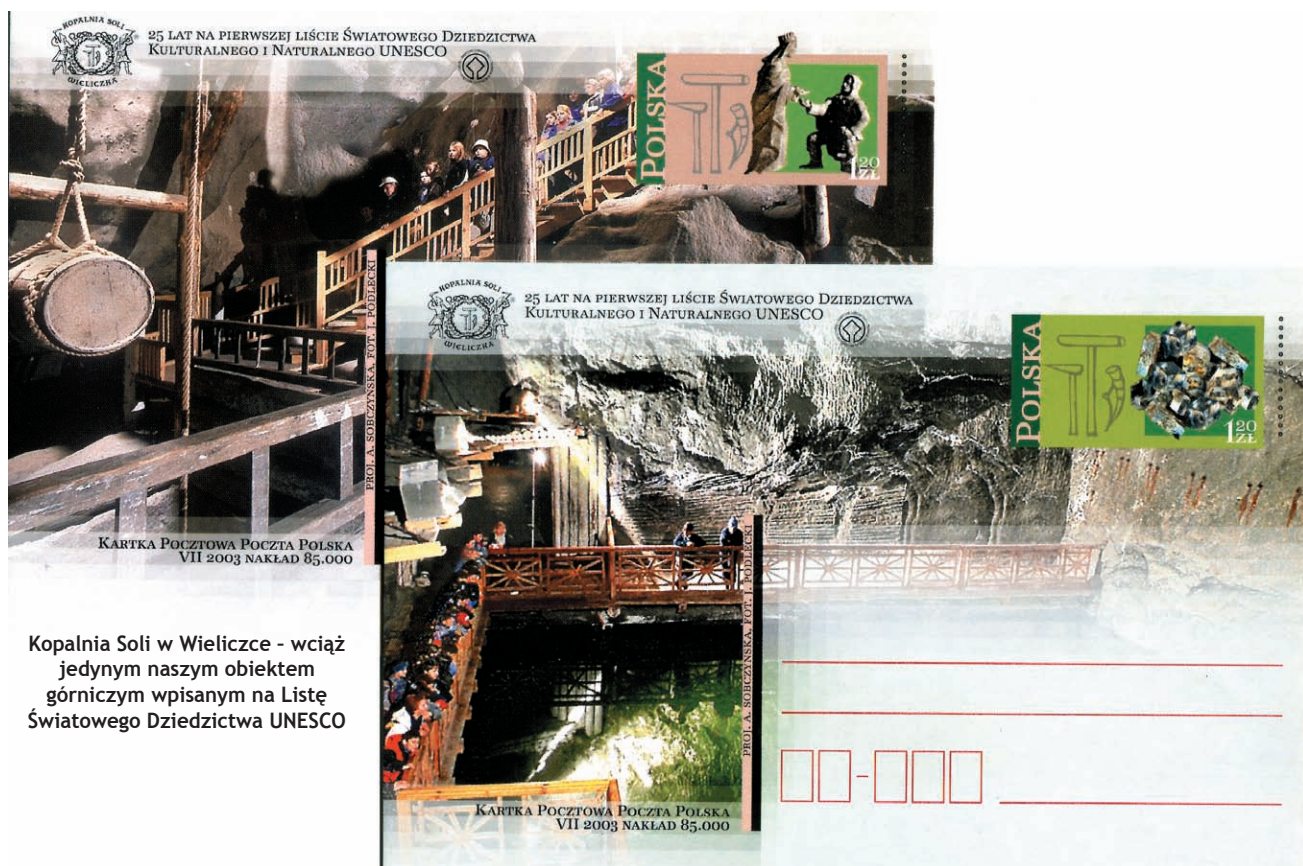 KOPALNIA SOLI
WIELICZKA
25 LAT NA PIERWSZEJ LIŚCIE ŚWIATOWEGO DZIEDZICTWA
KULTURALNEGO I NATURALNEGO UNESCO
POLSKA
1 20
ZŁ
PROJ. A. SOBCZYŃSKA, FOT. J. PODLECKI
KARTKA POCZTOWA POCZTA POLSKA
VII 2003 NAKŁAD 85.000
KOPALNIA SOLI
WIELICZKA
25 LAT NA PIERWSZEJ LIŚCIE ŚWIATOWEGO DZIEDZICTWA
KULTURALNEGO I NATURALNEGO UNESCO
POLSKA
1 20
ZŁ
PROJ. A. SOBCZYŃSKA, FOT. J. PODLECKI
KARTKA POCZTOWA POCZTA POLSKA
VII 2003 NAKŁAD 85.000
Kopalnia Soli w Wieliczce - wciąż
jedynym naszym obiektem
górniczym wpisanym na Listę
Światowego Dziedzictwa UNESCO